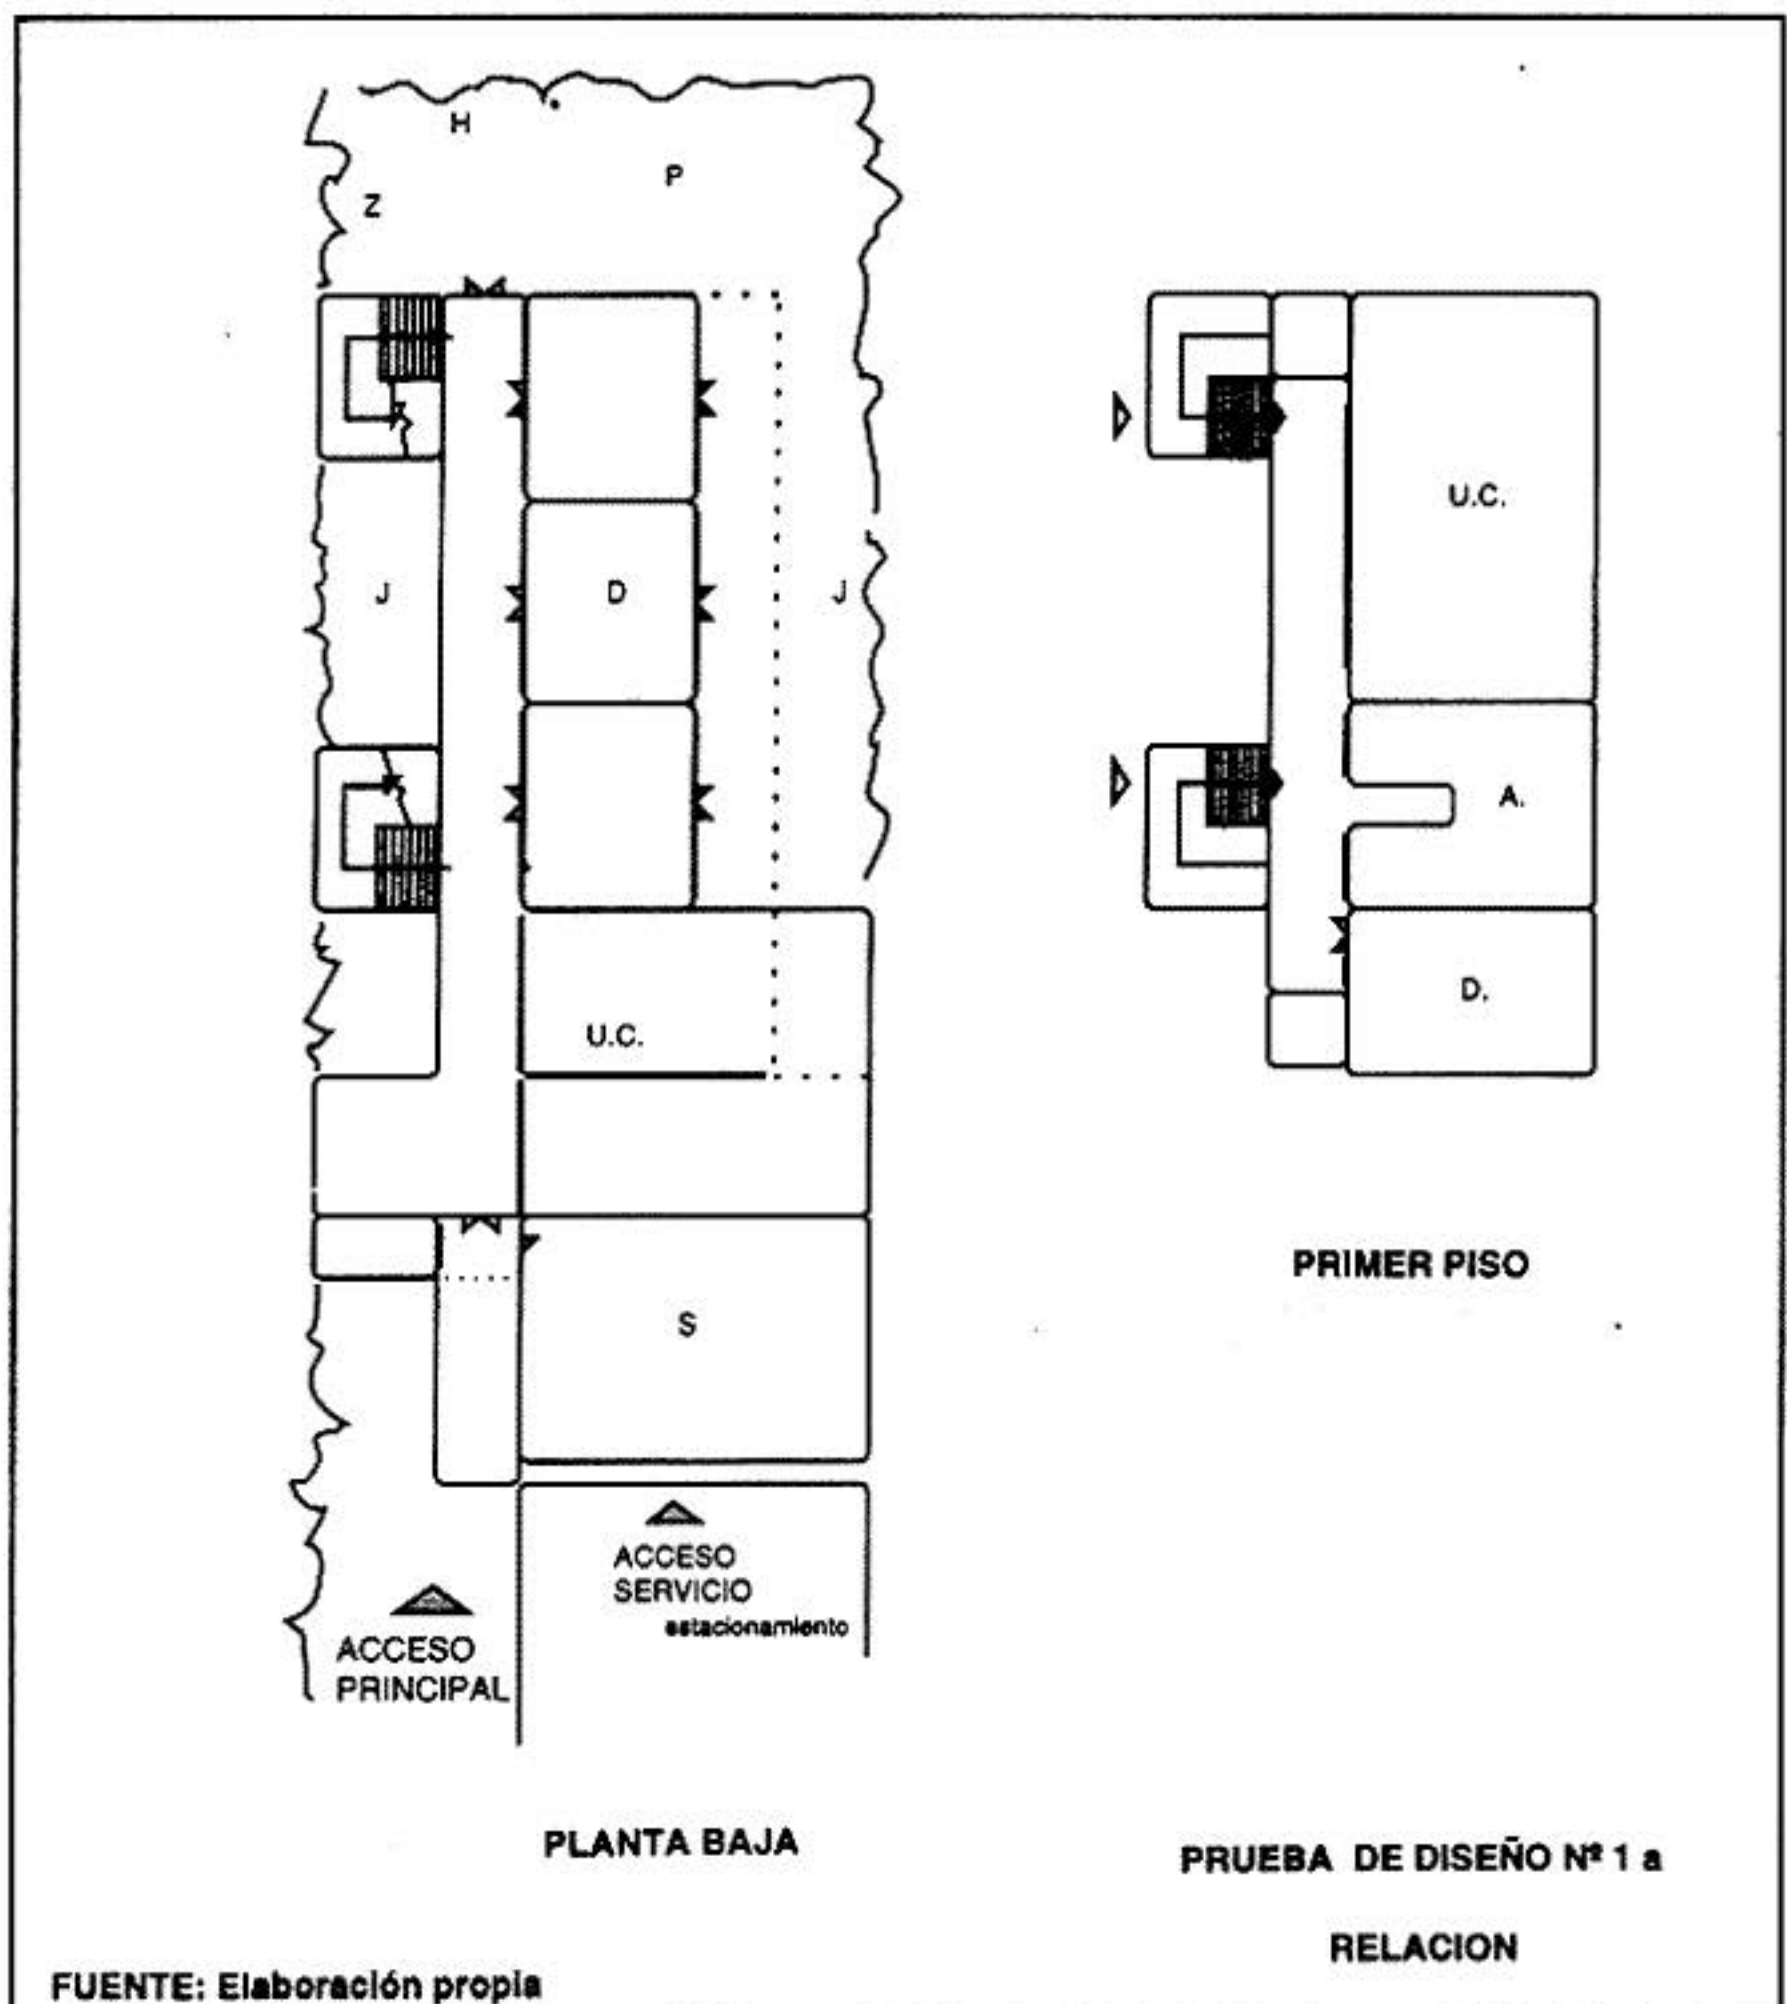 H
P
Z
J
D
J
U.C.
S
ACCESO
SERVICIO
estacionamiento
ACCESO
PRINCIPAL
PLANTA BAJA
U.C.
A.
D.
PRIMER PISO
PRUEBA DE DISEÑO Nº 1 a
RELACION
FUENTE: Elaboración propia